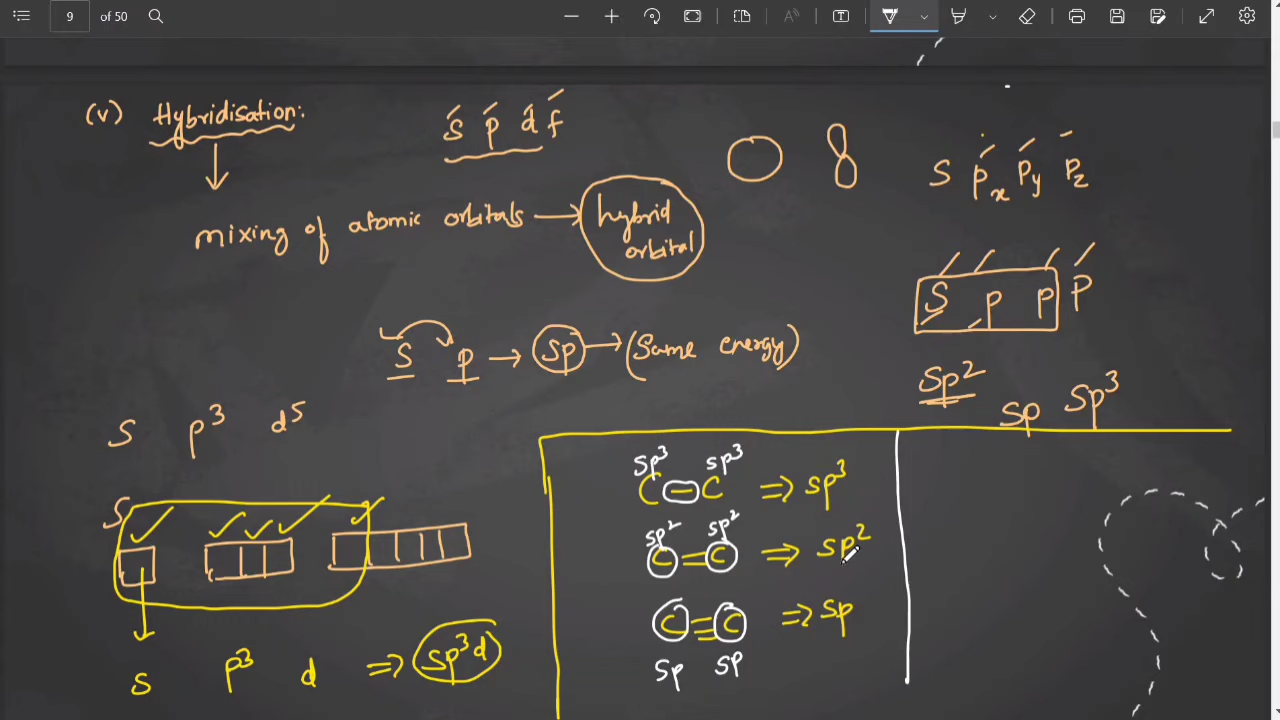 9 of 50
(v) Hybridisation:
s p d f
S Px Py Pz
mixing of atomic orbitals → hybrid orbital
S P P P
S P → Sp → (Same energy)
Sp²
Sp Sp³
S p³ d⁵
S
Sp³ Sp³
C – C ⇒ Sp³
Sp² Sp²
C = C ⇒ Sp²
C ≡ C ⇒ Sp
Sp Sp
S p³ d ⇒ Sp³d